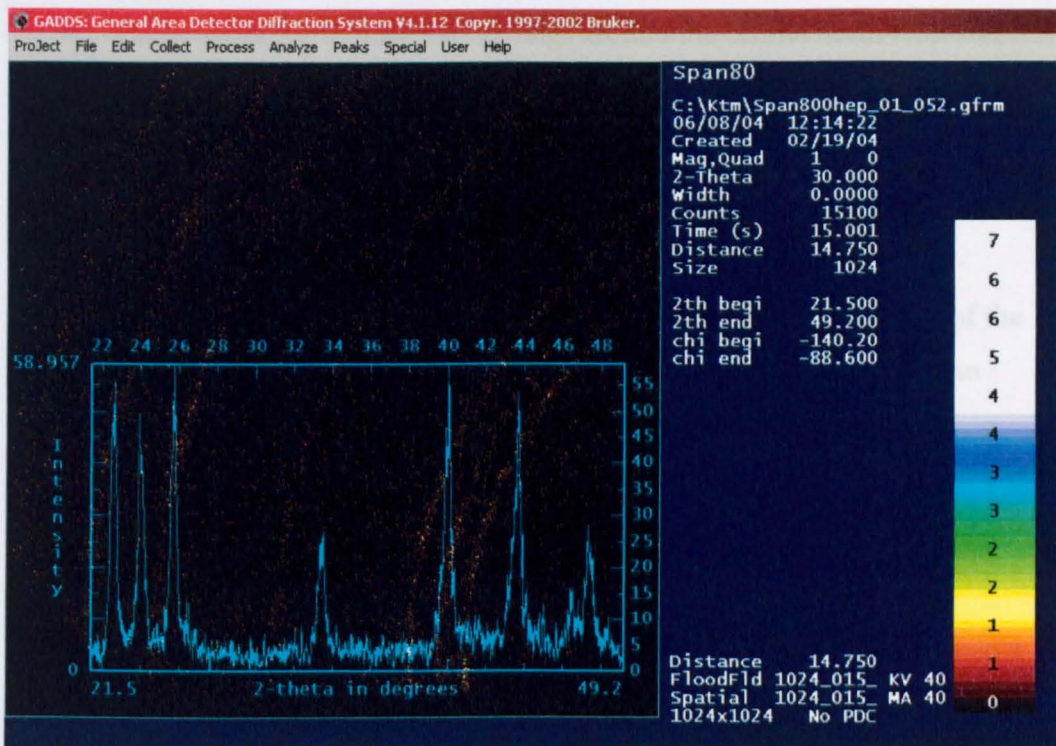 GADDS: General Area Detector Diffraction System V4.1.12 Copyr. 1997-2002 Bruker.
ProJect File Edit Collect Process Analyze Peaks Special User Help
Span80
C:\Ktm\Span800hep_01_052.gfrm
06/08/04 12:14:22
Created 02/19/04
Mag,Quad 1 0
2-Theta 30.000
Width 0.0000
Counts 15100
Time (s) 15.001
Distance 14.750
Size 1024
2th begi 21.500
2th end 49.200
chi begi -140.20
chi end -88.600
22 24 26 28 30 32 34 36 38 40 42 44 46 48
58.957
55
50
45
40
35
30
25
20
15
10
5
0
Intensity
0
21.5 2-theta in degrees 49.2
7
6
6
5
4
4
3
3
2
2
1
1
0
Distance 14.750
FloodFld 1024_015_ KV 40
Spatial 1024_015_ MA 40
1024x1024 No PDC